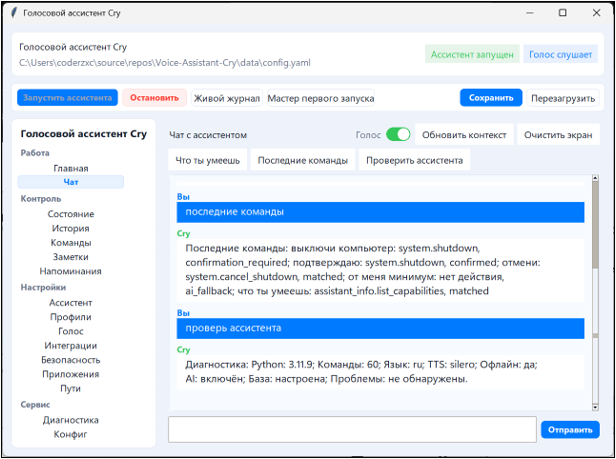 Голосовой ассистент Cry
Голосовой ассистент Cry
C:\Users\coderzxc\source\repos\Voice-Assistant-Cry\data\config.yaml
Ассистент запущен
Голос слушает
Запустить ассистента
Остановить
Живой журнал
Мастер первого запуска
Сохранить
Перезагрузить
Голосовой ассистент Cry
Работа
Главная
Чат
Контроль
Состояние
История
Команды
Заметки
Напоминания
Настройки
Ассистент
Профили
Голос
Интеграции
Безопасность
Приложения
Пути
Сервис
Диагностика
Конфиг
Чат с ассистентом
Голос
Обновить контекст
Очистить экран
Что ты умеешь
Последние команды
Проверить ассистента
Вы
последние команды
Cry
Последние команды: выключи компьютер: system.shutdown,
confirmation_required; подтверждаю: system.shutdown, confirmed; отмени:
system.cancel_shutdown, matched; от меня минимум: нет действия,
ai_fallback; что ты умеешь: assistant_info.list_capabilities, matched
Вы
проверь ассистента
Cry
Диагностика: Python: 3.11.9; Команды: 60; Язык: ru; TTS: silero; Офлайн: да;
AI: включён; База: настроена; Проблемы: не обнаружены.
Отправить